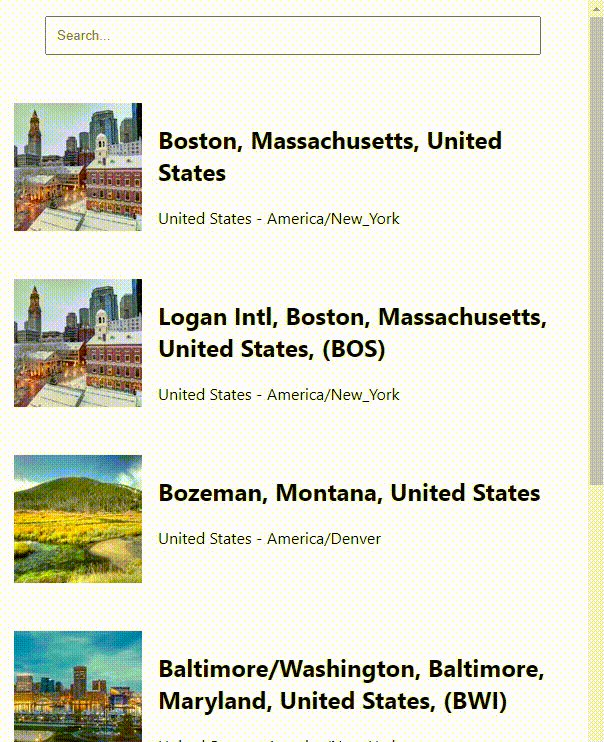 Search...
Boston, Massachusetts, United
States
United States - America/New_York
Logan Intl, Boston, Massachusetts,
United States, (BOS)
United States - America/New_York
Bozeman, Montana, United States
United States - America/Denver
Baltimore/Washington, Baltimore,
Maryland, United States, (BWI)